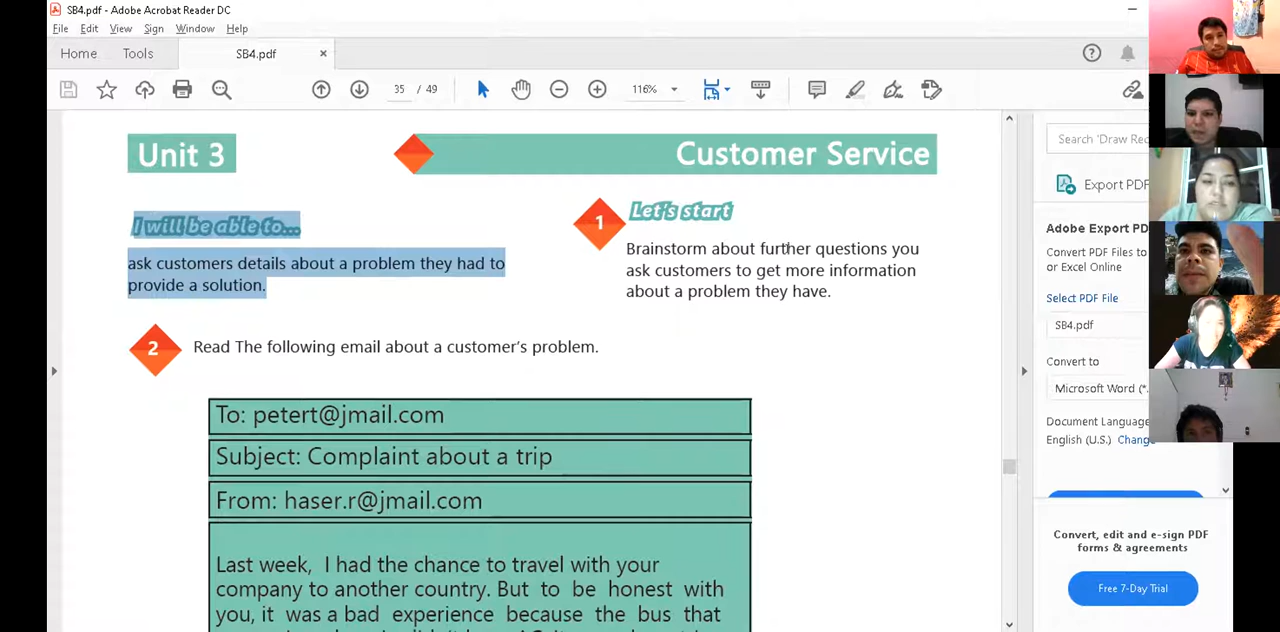 SB4.pdf - Adobe Acrobat Reader DC
File Edit View Sign Window Help
Home Tools SB4.pdf ×
35 / 49 116%
Search 'Draw Rec
Unit 3 Customer Service
Export PDF
I will be able to...
ask customers details about a problem they had to
provide a solution.
1 Let's start
Brainstorm about further questions you
ask customers to get more information
about a problem they have.
2 Read The following email about a customer's problem.
To: petert@jmail.com
Subject: Complaint about a trip
From: haser.r@jmail.com
Last week, I had the chance to travel with your
company to another country. But to be honest with
you, it was a bad experience because the bus that
Adobe Export PD
Convert PDF Files to
or Excel Online
Select PDF File
SB4.pdf
Convert to
Microsoft Word (*.
Document Language
English (U.S.) Change
Convert, edit and e-sign PDF
forms & agreements
Free 7-Day Trial